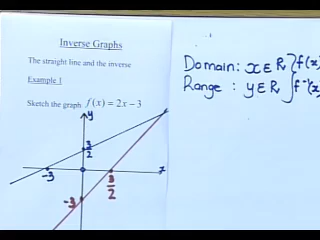 Inverse Graphs
The straight line and the inverse
Example 1
Sketch the graph f(x) = 2x − 3
y
3/2
-3
x
3/2
-3
Domain: x ∈ ℝ } f(x)
Range : y ∈ ℝ } f⁻¹(x)